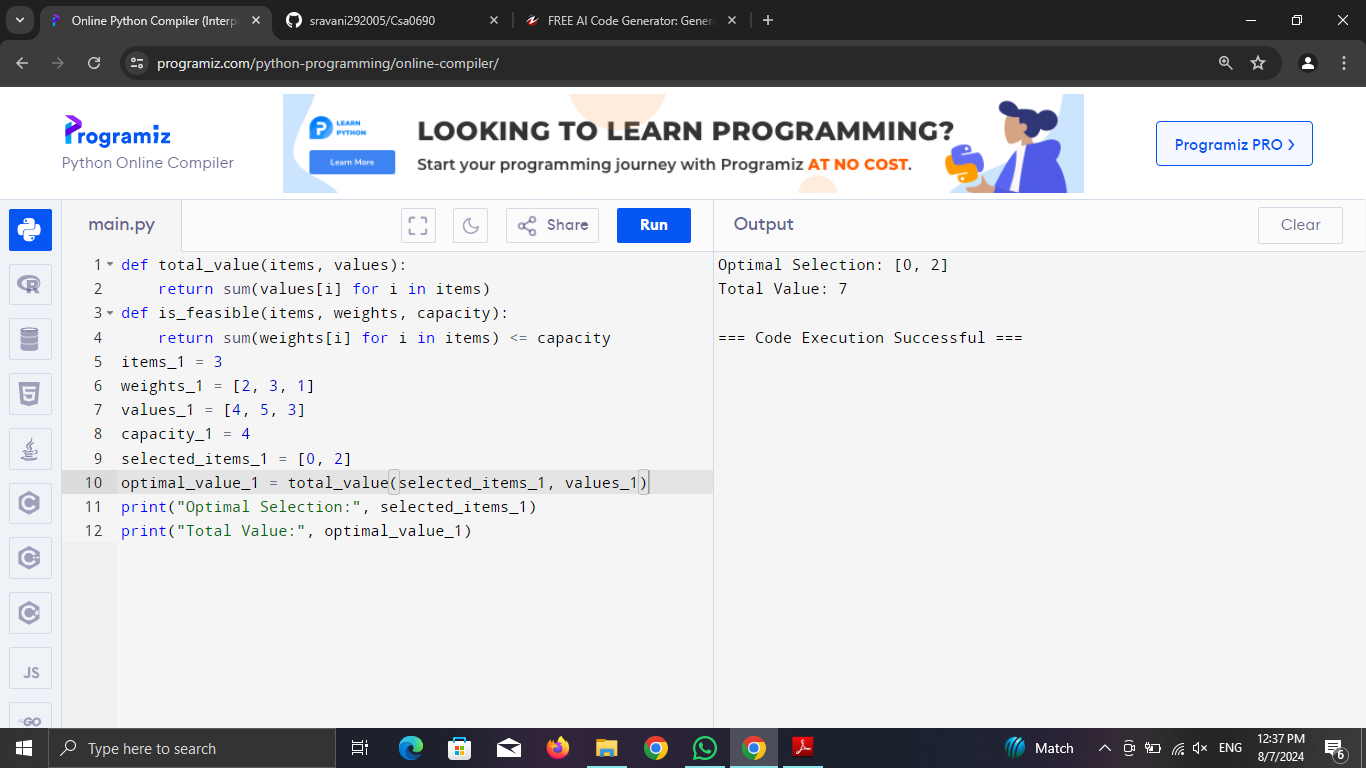 Online Python Compiler (Interp
sravani292005/Csa0690
FREE AI Code Generator: Genera
programiz.com/python-programming/online-compiler/
Programiz
Python Online Compiler
LEARN
PYTHON
Learn More
LOOKING TO LEARN PROGRAMMING?
Start your programming journey with Programiz AT NO COST.
Programiz PRO >
main.py
Share
Run
Output
Clear
1 def total_value(items, values):
2     return sum(values[i] for i in items)
3 def is_feasible(items, weights, capacity):
4     return sum(weights[i] for i in items) <= capacity
5 items_1 = 3
6 weights_1 = [2, 3, 1]
7 values_1 = [4, 5, 3]
8 capacity_1 = 4
9 selected_items_1 = [0, 2]
10 optimal_value_1 = total_value(selected_items_1, values_1)
11 print("Optimal Selection:", selected_items_1)
12 print("Total Value:", optimal_value_1)
Optimal Selection: [0, 2]
Total Value: 7
=== Code Execution Successful ===
JS
GO
Type here to search
Match
ENG
12:37 PM
8/7/2024
6